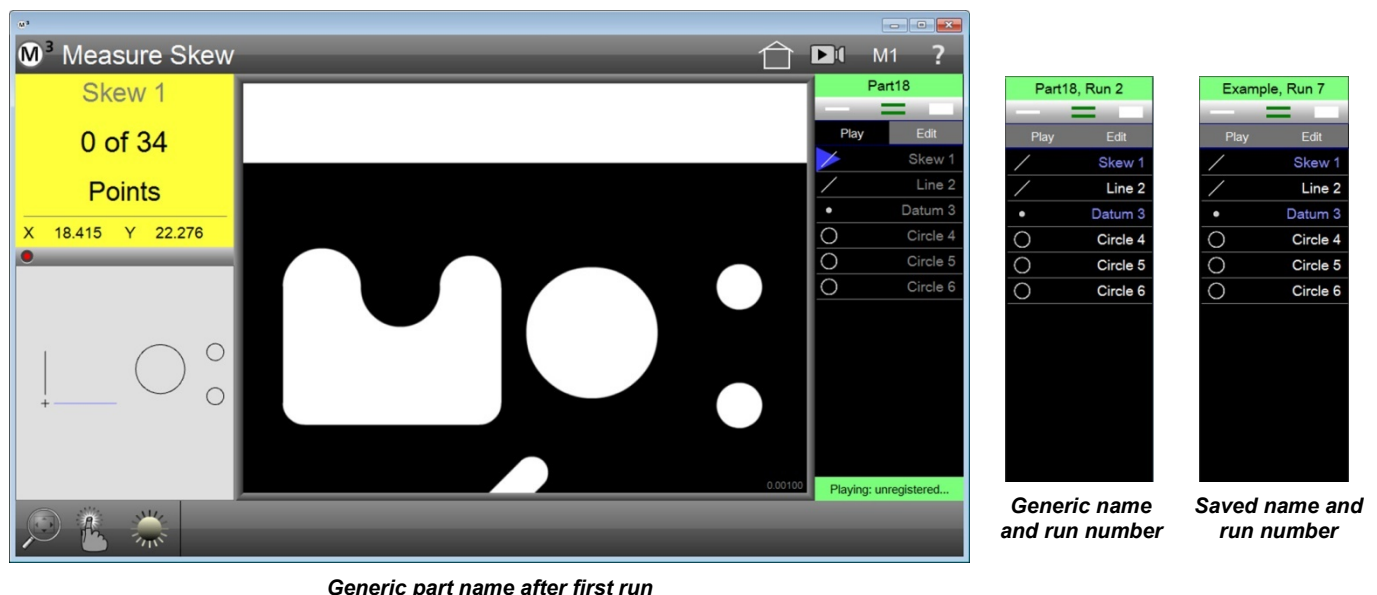 M3
M3 Measure Skew
M1 ?
Skew 1
0 of 34
Points
X 18.415 Y 22.276
0.00100
Part18
Play Edit
Skew 1
Line 2
Datum 3
Circle 4
Circle 5
Circle 6
Playing: unregistered...
Generic part name after first run
Part18, Run 2
Play Edit
Skew 1
Line 2
Datum 3
Circle 4
Circle 5
Circle 6
Generic name
and run number
Example, Run 7
Play Edit
Skew 1
Line 2
Datum 3
Circle 4
Circle 5
Circle 6
Saved name and
run number